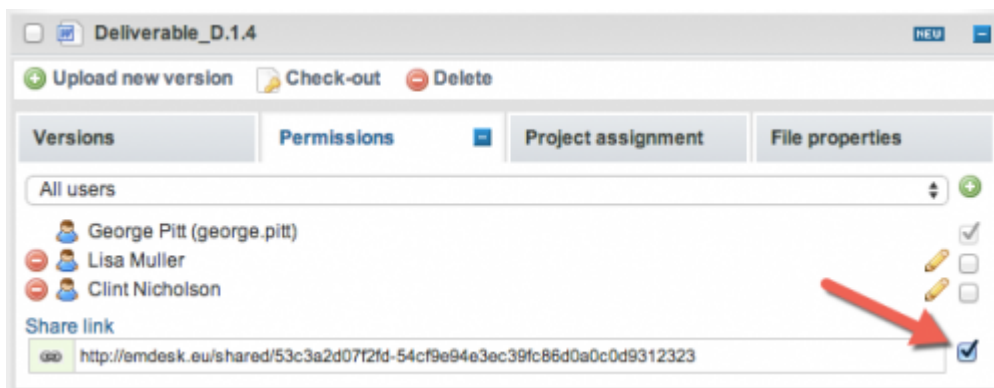 Deliverable_D.1.4 NEW
Upload new version Check-out Delete
Versions Permissions Project assignment File properties
All users
George Pitt (george.pitt)
Lisa Muller
Clint Nicholson
Share link
http://emdesk.eu/shared/53c3a2d07f2fd-54cf9e94e3ec39fc86d0a0c0d9312323